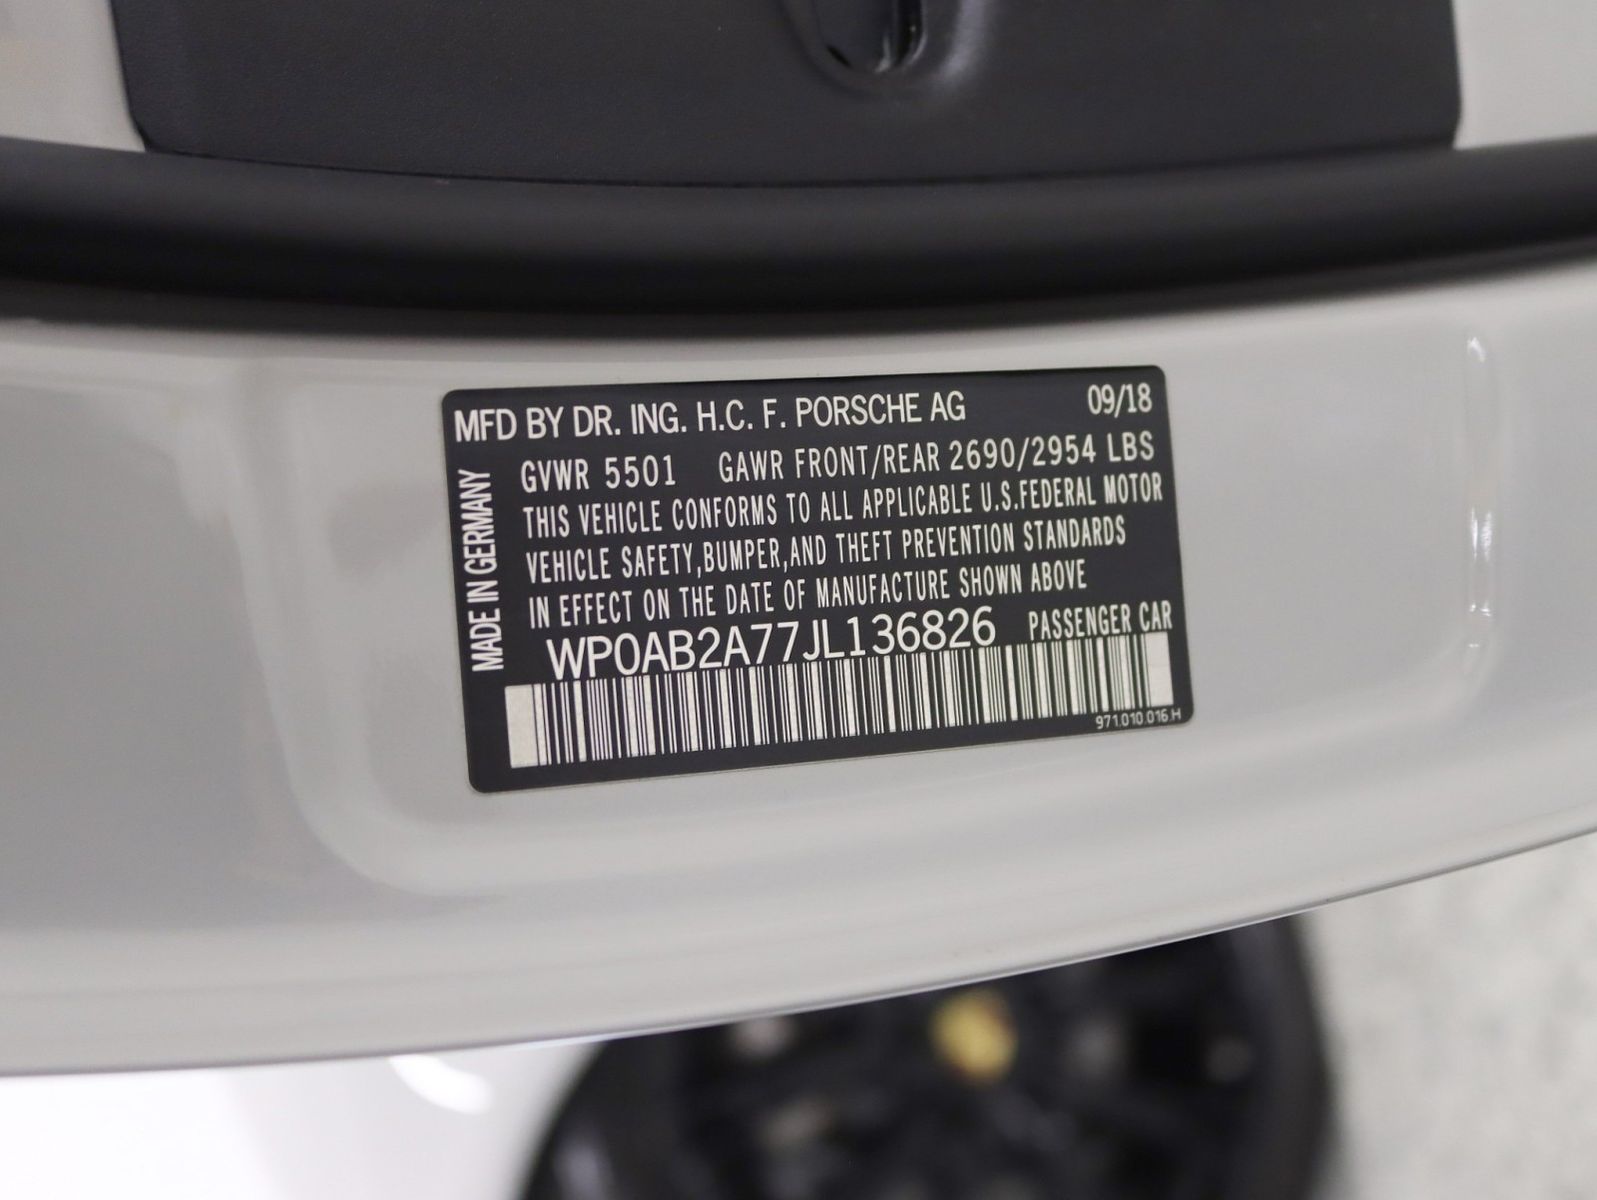 MFD BY DR. ING. H.C. F. PORSCHE AG 09/18
GVWR 5501 GAWR FRONT/REAR 2690/2954 LBS
THIS VEHICLE CONFORMS TO ALL APPLICABLE U.S.FEDERAL MOTOR
VEHICLE SAFETY,BUMPER,AND THEFT PREVENTION STANDARDS
IN EFFECT ON THE DATE OF MANUFACTURE SHOWN ABOVE
WP0AB2A77JL136826 PASSENGER CAR
971.010.016.H
MADE IN GERMANY